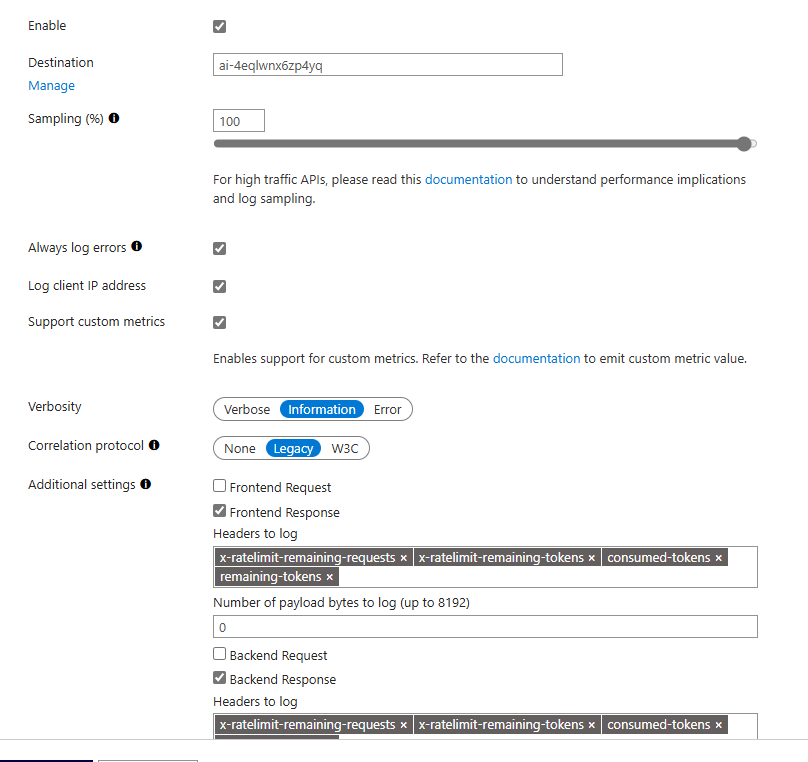 Enable
Destination
ai-4eqlwnx6zp4yq
Manage
Sampling (%)
100
For high traffic APIs, please read this documentation to understand performance implications
and log sampling.
Always log errors
Log client IP address
Support custom metrics
Enables support for custom metrics. Refer to the documentation to emit custom metric value.
Verbosity
Verbose Information Error
Correlation protocol
None Legacy W3C
Additional settings
Frontend Request
Frontend Response
Headers to log
x-ratelimit-remaining-requests × x-ratelimit-remaining-tokens × consumed-tokens ×
remaining-tokens ×
Number of payload bytes to log (up to 8192)
0
Backend Request
Backend Response
Headers to log
x-ratelimit-remaining-requests × x-ratelimit-remaining-tokens × consumed-tokens ×